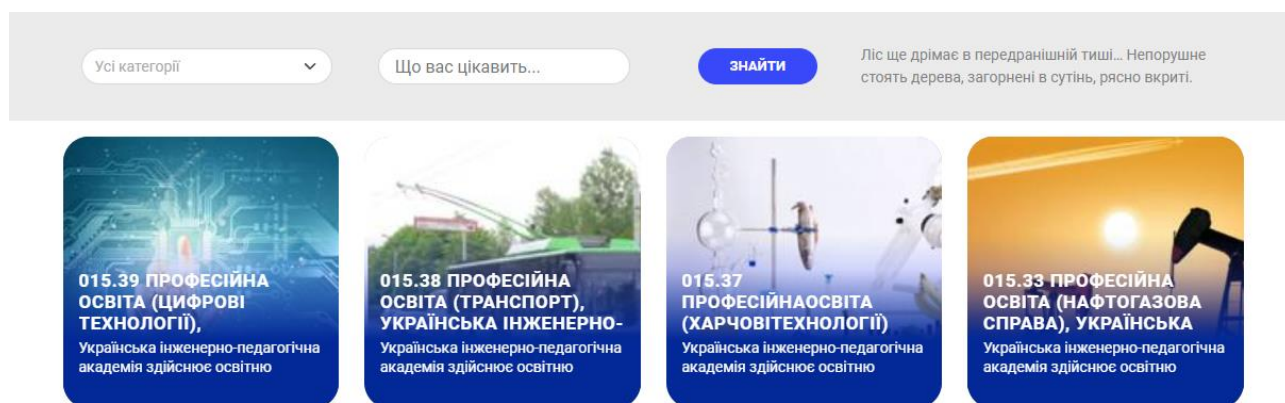 Усі категорії
Що вас цікавить...
ЗНАЙТИ
Ліс ще дрімає в передранішній тиші... Непорушне
стоять дерева, загорнені в сутінь, рясно вкриті.
015.39 ПРОФЕСІЙНА
ОСВІТА (ЦИФРОВІ
ТЕХНОЛОГІЇ),
Українська інженерно-педагогічна
академія здійснює освітню
015.38 ПРОФЕСІЙНА
ОСВІТА (ТРАНСПОРТ),
УКРАЇНСЬКА ІНЖЕНЕРНО-
Українська інженерно-педагогічна
академія здійснює освітню
015.37
ПРОФЕСІЙНАОСВІТА
(ХАРЧОВІТЕХНОЛОГІЇ)
Українська інженерно-педагогічна
академія здійснює освітню
015.33 ПРОФЕСІЙНА
ОСВІТА (НАФТОГАЗОВА
СПРАВА), УКРАЇНСЬКА
Українська інженерно-педагогічна
академія здійснює освітню